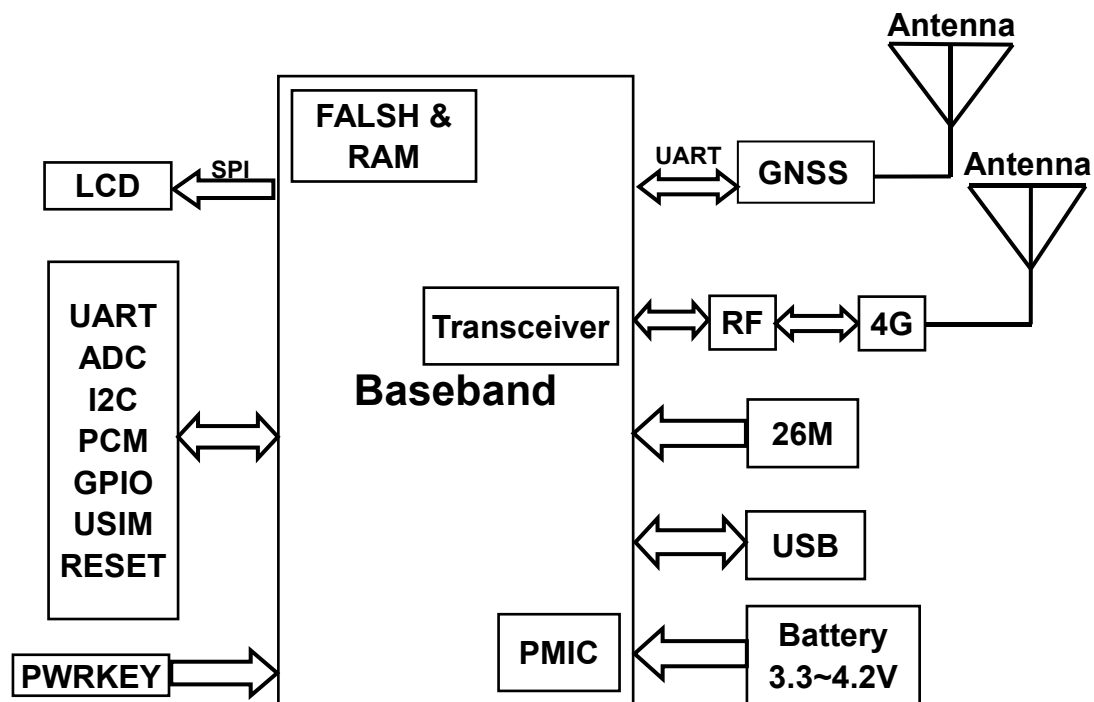 Antenna
FALSH &
RAM
SPI
LCD
UART
GNSS
Antenna
UART
ADC
I2C
PCM
GPIO
USIM
RESET
Transceiver
RF
4G
Baseband
26M
USB
PMIC
Battery
3.3~4.2V
PWRKEY